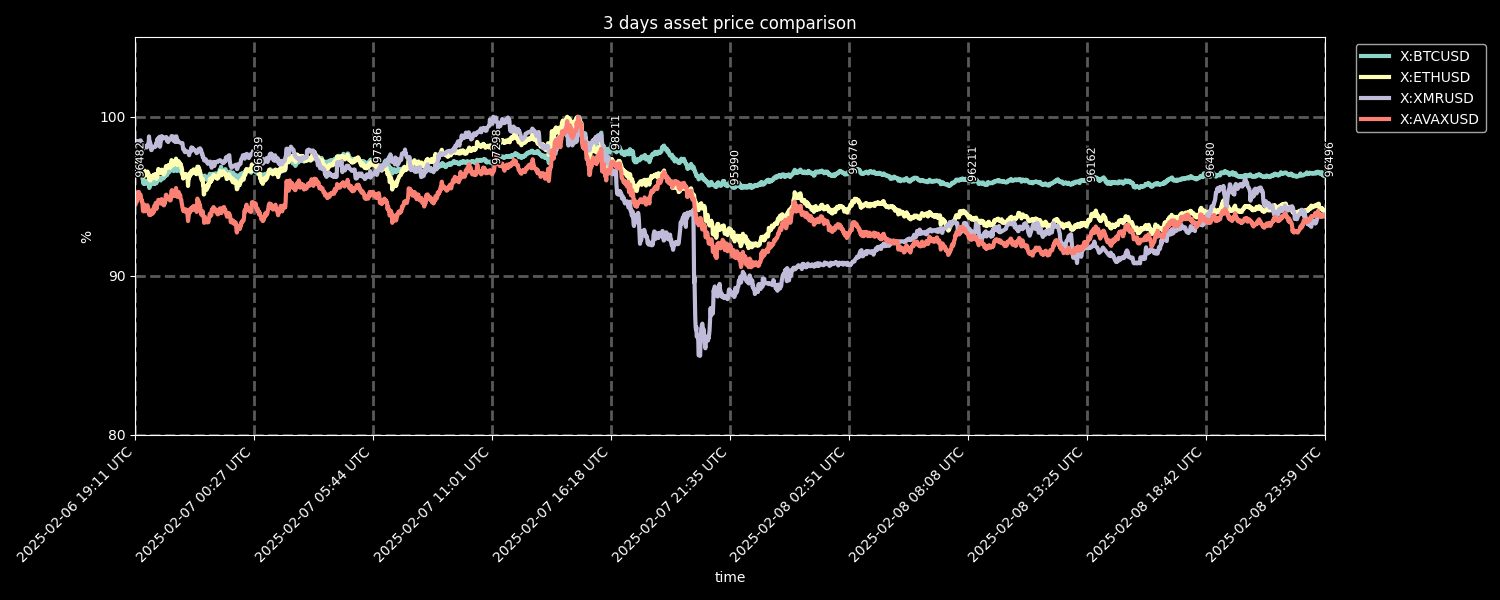 3 days asset price comparison
X:BTCUSD
X:ETHUSD
X:XMRUSD
X:AVAXUSD
100
90
80
%
96482
96839
97386
97298
98211
95990
96676
96211
96162
96480
96496
2025-02-06 19:11 UTC
2025-02-07 00:27 UTC
2025-02-07 05:44 UTC
2025-02-07 11:01 UTC
2025-02-07 16:18 UTC
2025-02-07 21:35 UTC
2025-02-08 02:51 UTC
2025-02-08 08:08 UTC
2025-02-08 13:25 UTC
2025-02-08 18:42 UTC
2025-02-08 23:59 UTC
time